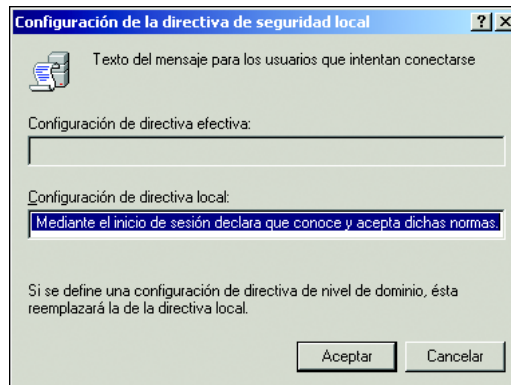 Configuración de la directiva de seguridad local
Texto del mensaje para los usuarios que intentan conectarse
Configuración de directiva efectiva:
Configuración de directiva local:
Mediante el inicio de sesión declara que conoce y acepta dichas normas.
Si se define una configuración de directiva de nivel de dominio, ésta
reemplazará la de la directiva local.
Aceptar
Cancelar